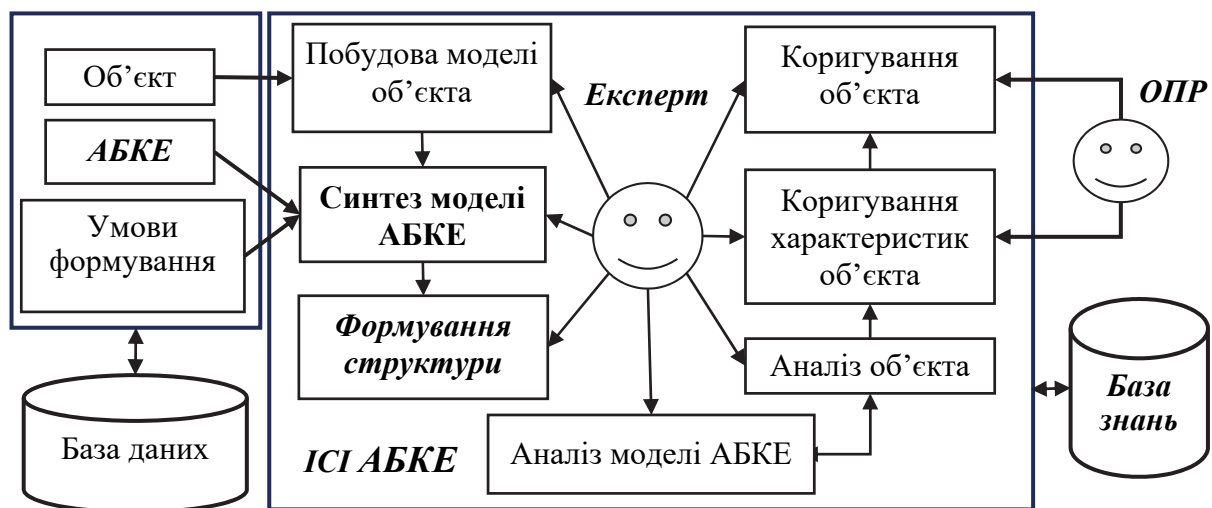 Об’єкт
АБКЕ
Умови
формування
База даних
Побудова моделі
об’єкта
Синтез моделі
АБКЕ
Формування
структури
ІСІ АБКЕ
Експерт
Аналіз моделі АБКЕ
Коригування
об’єкта
Коригування
характеристик
об’єкта
Аналіз об’єкта
ОПР
База
знань